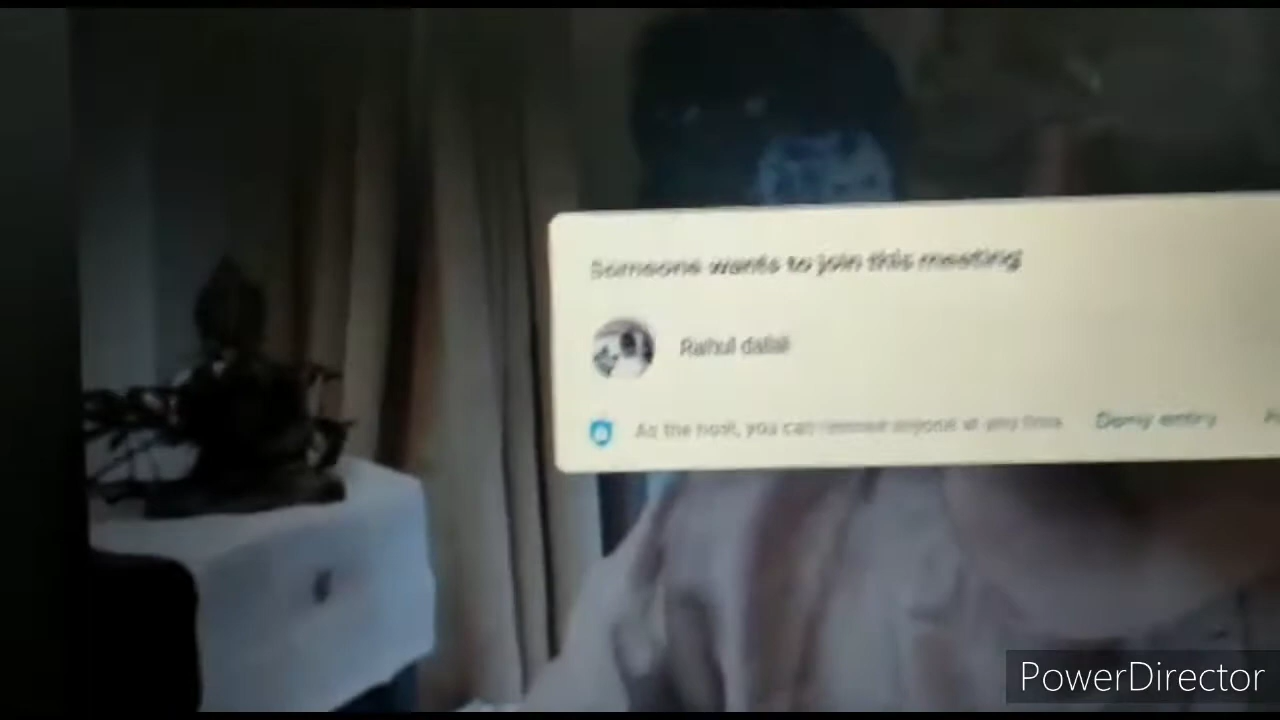 Someone wants to join this meeting
Rahul dalal
As the host, you can remove anyone at any time
Deny entry
PowerDirector